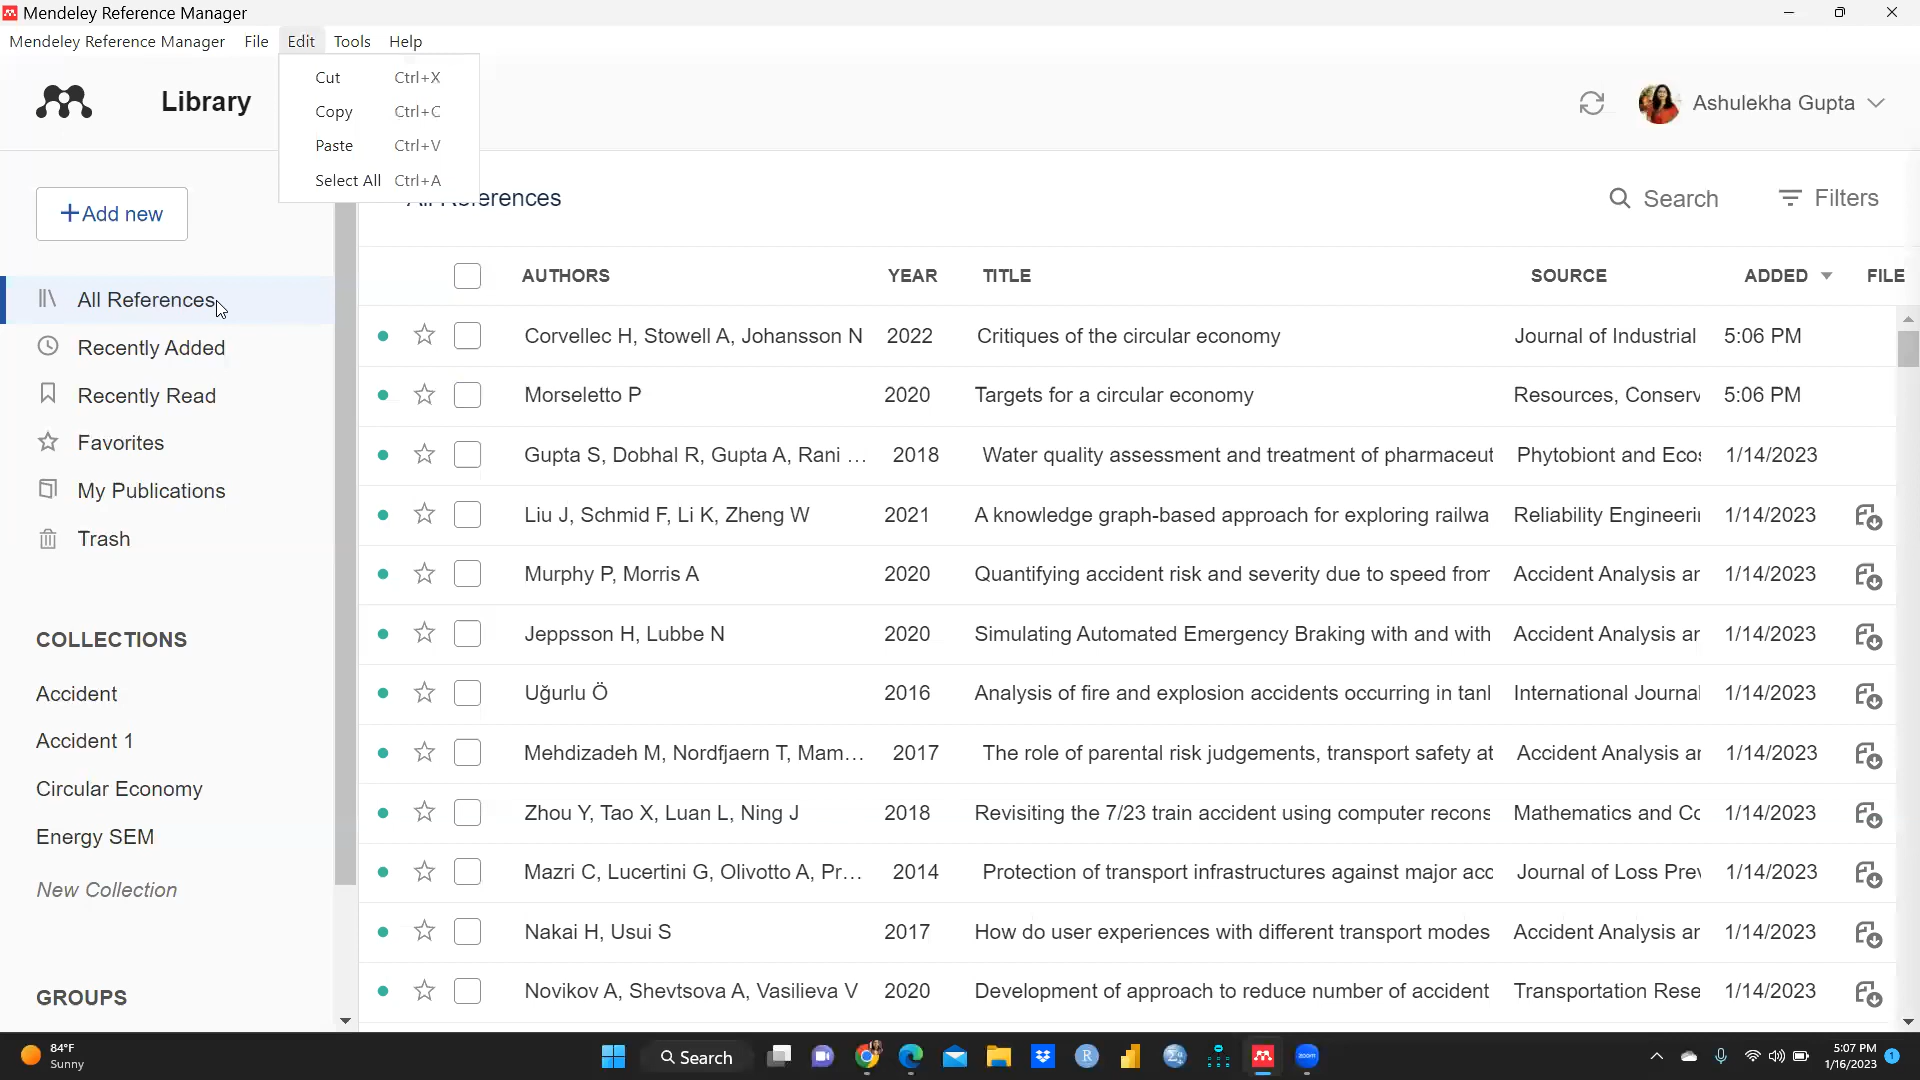 Mendeley Reference Manager
Mendeley Reference Manager File Edit Tools Help
Cut Ctrl+X
Copy Ctrl+C
Paste Ctrl+V
Select All Ctrl+A
Library
Ashulekha Gupta
+Add new
All References
Recently Added
Recently Read
Favorites
My Publications
Trash
COLLECTIONS
Accident
Accident 1
Circular Economy
Energy SEM
New Collection
GROUPS
All References
Search Filters
AUTHORS YEAR TITLE SOURCE ADDED FILE
Corvellec H, Stowell A, Johansson N 2022 Critiques of the circular economy Journal of Industrial 5:06 PM
Morseletto P 2020 Targets for a circular economy Resources, Conserv 5:06 PM
Gupta S, Dobhal R, Gupta A, Rani ... 2018 Water quality assessment and treatment of pharmaceut Phytobiont and Ecos 1/14/2023
Liu J, Schmid F, Li K, Zheng W 2021 A knowledge graph-based approach for exploring railwa Reliability Engineeri 1/14/2023
Murphy P, Morris A 2020 Quantifying accident risk and severity due to speed from Accident Analysis ar 1/14/2023
Jeppsson H, Lubbe N 2020 Simulating Automated Emergency Braking with and with Accident Analysis ar 1/14/2023
Uğurlu Ö 2016 Analysis of fire and explosion accidents occurring in tanl International Journal 1/14/2023
Mehdizadeh M, Nordfjaern T, Mam... 2017 The role of parental risk judgements, transport safety at Accident Analysis ar 1/14/2023
Zhou Y, Tao X, Luan L, Ning J 2018 Revisiting the 7/23 train accident using computer recons Mathematics and Cc 1/14/2023
Mazri C, Lucertini G, Olivotto A, Pr... 2014 Protection of transport infrastructures against major acc Journal of Loss Prev 1/14/2023
Nakai H, Usui S 2017 How do user experiences with different transport modes Accident Analysis ar 1/14/2023
Novikov A, Shevtsova A, Vasilieva V 2020 Development of approach to reduce number of accident Transportation Rese 1/14/2023
84°F
Sunny
Search
zoom
5:07 PM
1/16/2023
1